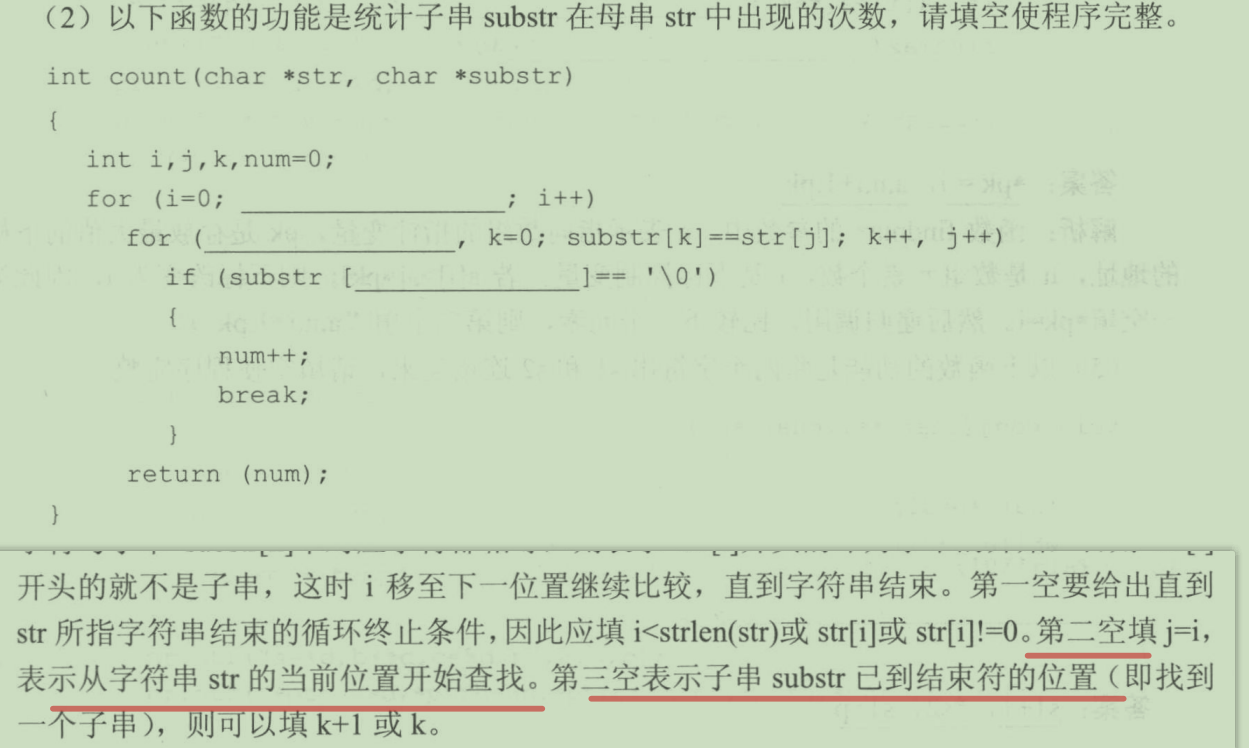 （2）以下函数的功能是统计子串 substr 在母串 str 中出现的次数，请填空使程序完整。
int count(char *str, char *substr)
{
int i,j,k,num=0;
for (i=0; ____________; i++)
for (____________, k=0; substr[k]==str[j]; k++, j++)
if (substr [____________]== '\0')
{
num++;
break;
}
return (num);
}
开头的就不是子串，这时 i 移至下一位置继续比较，直到字符串结束。第一空要给出直到
str 所指字符串结束的循环终止条件,因此应填 i<strlen(str)或 str[i]或 str[i]!=0。第二空填 j=i，
表示从字符串 str 的当前位置开始查找。第三空表示子串 substr 已到结束符的位置（即找到
一个子串），则可以填 k+1 或 k。